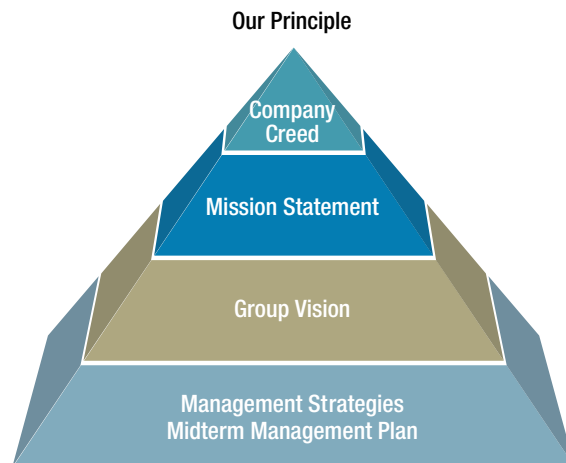 Our Principle
Company
Creed
Mission Statement
Group Vision
Management Strategies
Midterm Management Plan